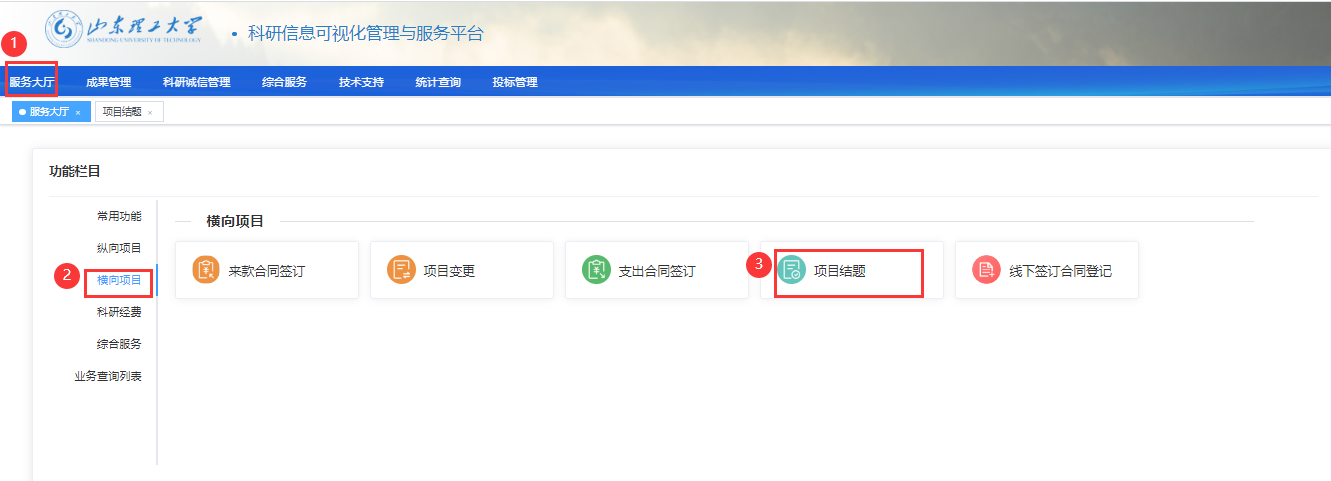 山东理工大学
SHANDONG UNIVERSITY OF TECHNOLOGY
• 科研信息可视化管理与服务平台
1
服务大厅 成果管理 科研诚信管理 综合服务 技术支持 统计查询 投标管理
服务大厅 × 项目结题 ×
功能栏目
常用功能
纵向项目
2 横向项目
科研经费
综合服务
业务查询列表
横向项目
来款合同签订 项目变更 支出合同签订 3 项目结题 线下签订合同登记